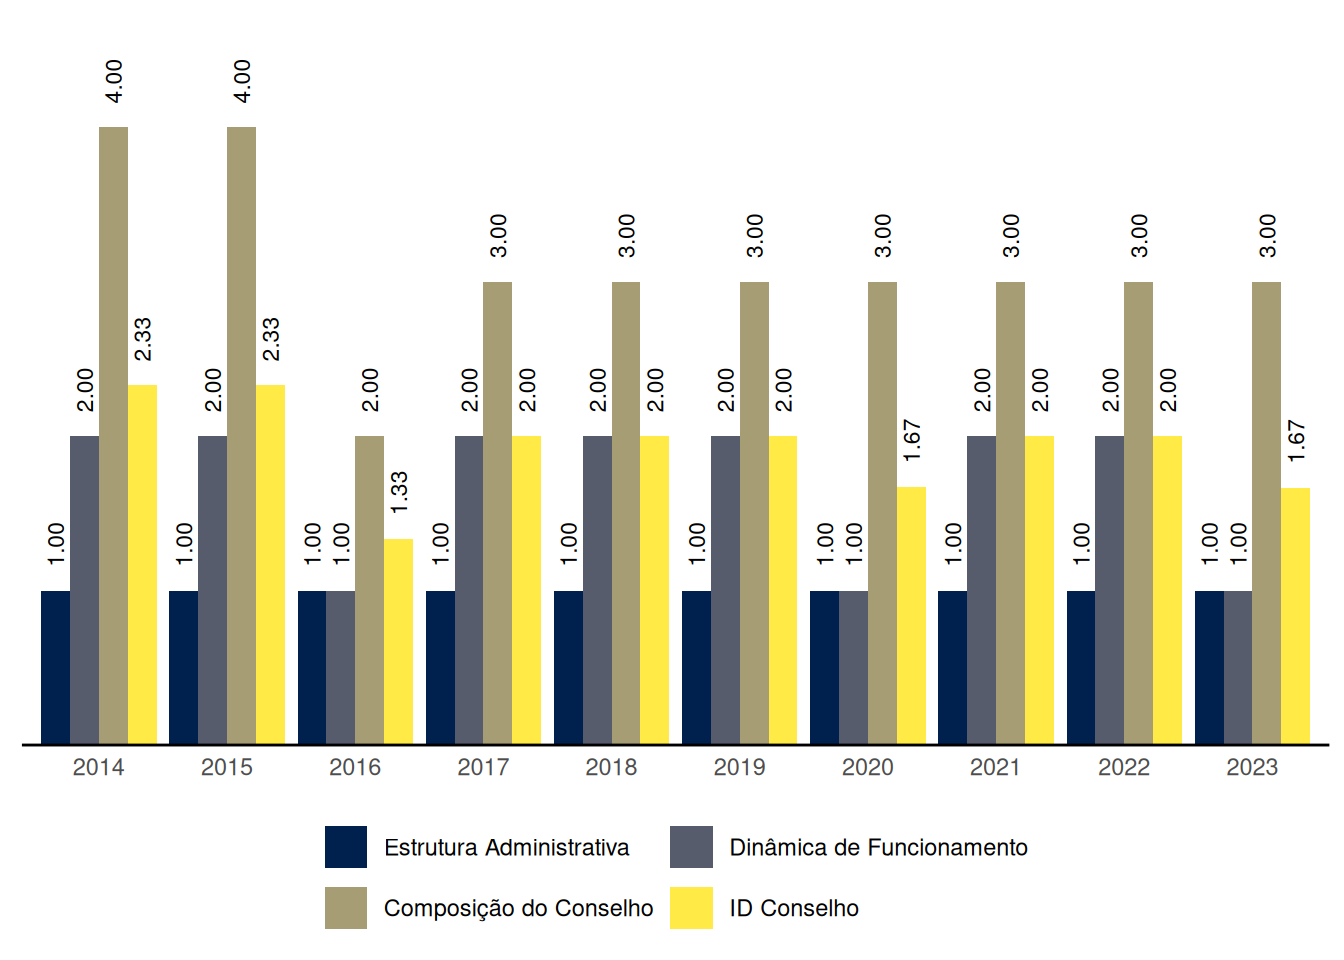 4.00 4.00
3.00 3.00 3.00 3.00 3.00 3.00 3.00
2.33 2.33
2.00 2.00 2.00 2.00 2.00 2.00 2.00 2.00 2.00 2.00 2.00 2.00 2.00
1.67 1.67
1.33
1.00 1.00 1.00 1.00 1.00 1.00 1.00 1.00 1.00 1.00 1.00 1.00 1.00
2014 2015 2016 2017 2018 2019 2020 2021 2022 2023
Estrutura Administrativa Dinâmica de Funcionamento
Composição do Conselho ID Conselho